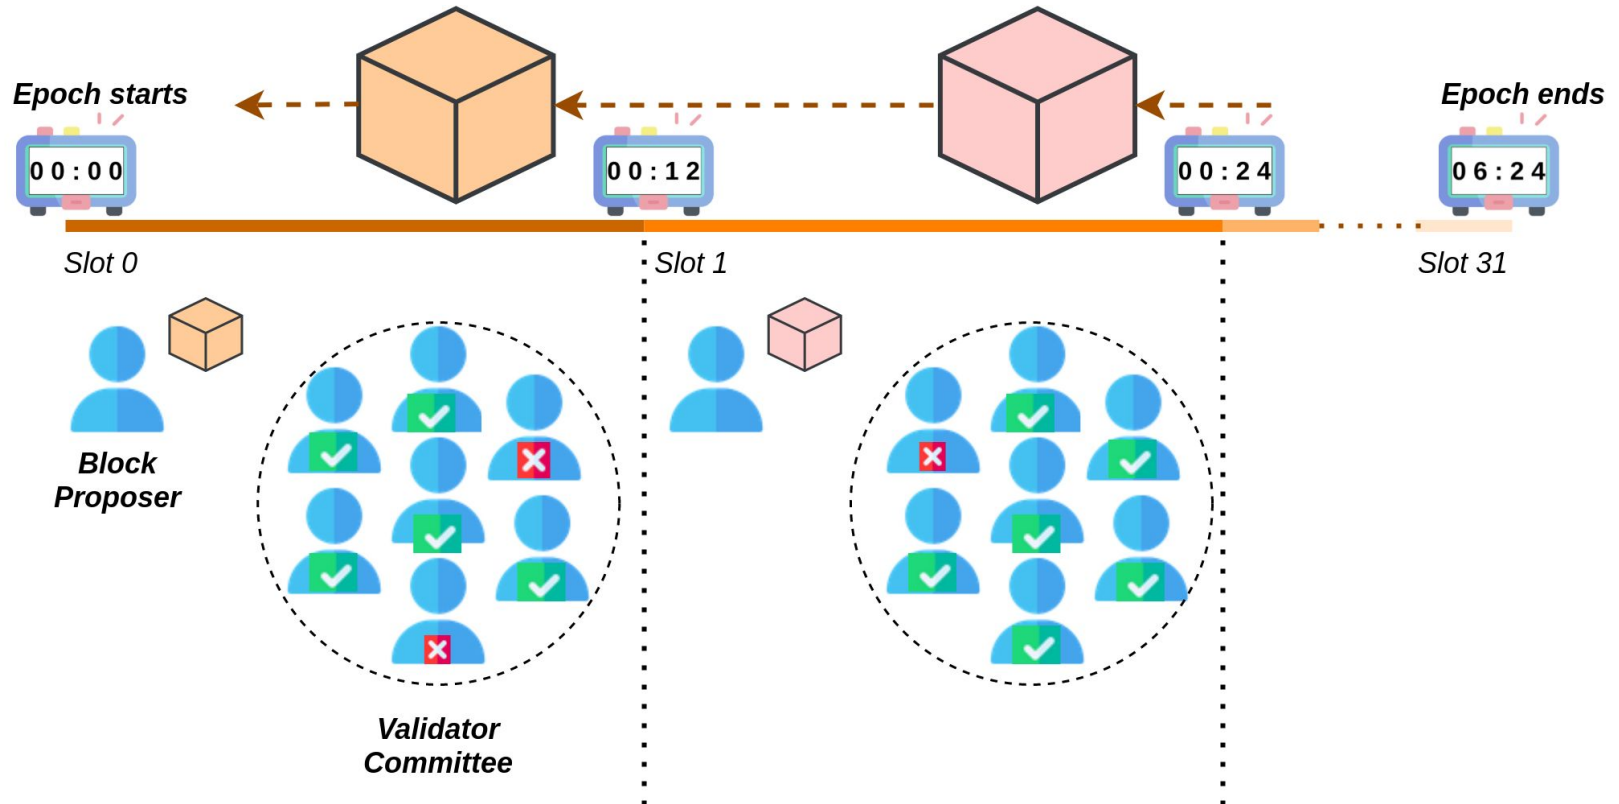 Epoch starts
Epoch ends
00:00
00:12
00:24
06:24
Slot 0
Slot 1
Slot 31
Block
Proposer
Validator
Committee